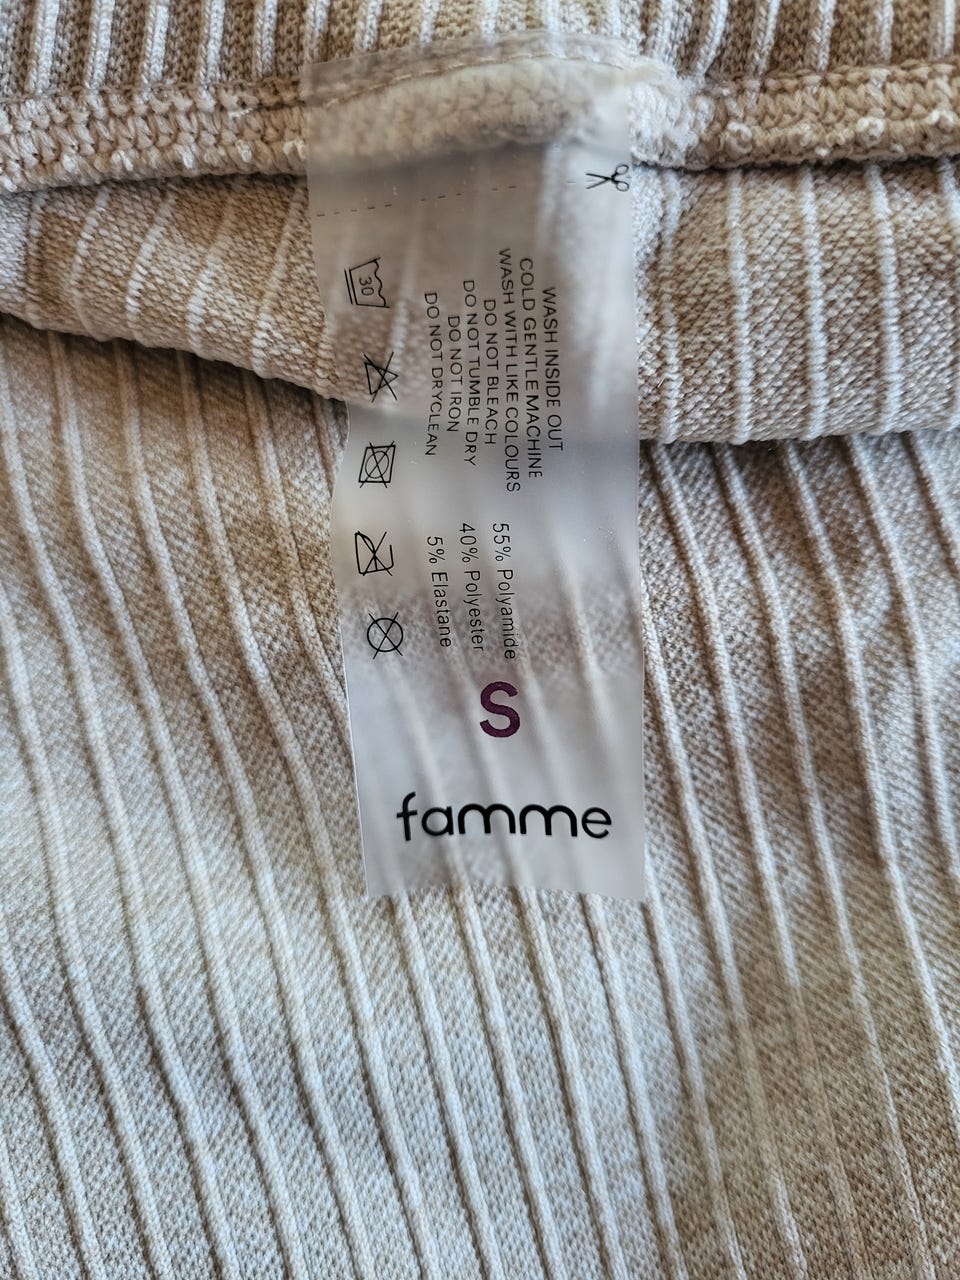 WASH INSIDE OUT
COLD GENTLE MACHINE
WASH WITH LIKE COLOURS
DO NOT BLEACH
DO NOT TUMBLE DRY
DO NOT IRON
DO NOT DRYCLEAN
30
55% Polyamide
40% Polyester
5% Elastane
S
famme